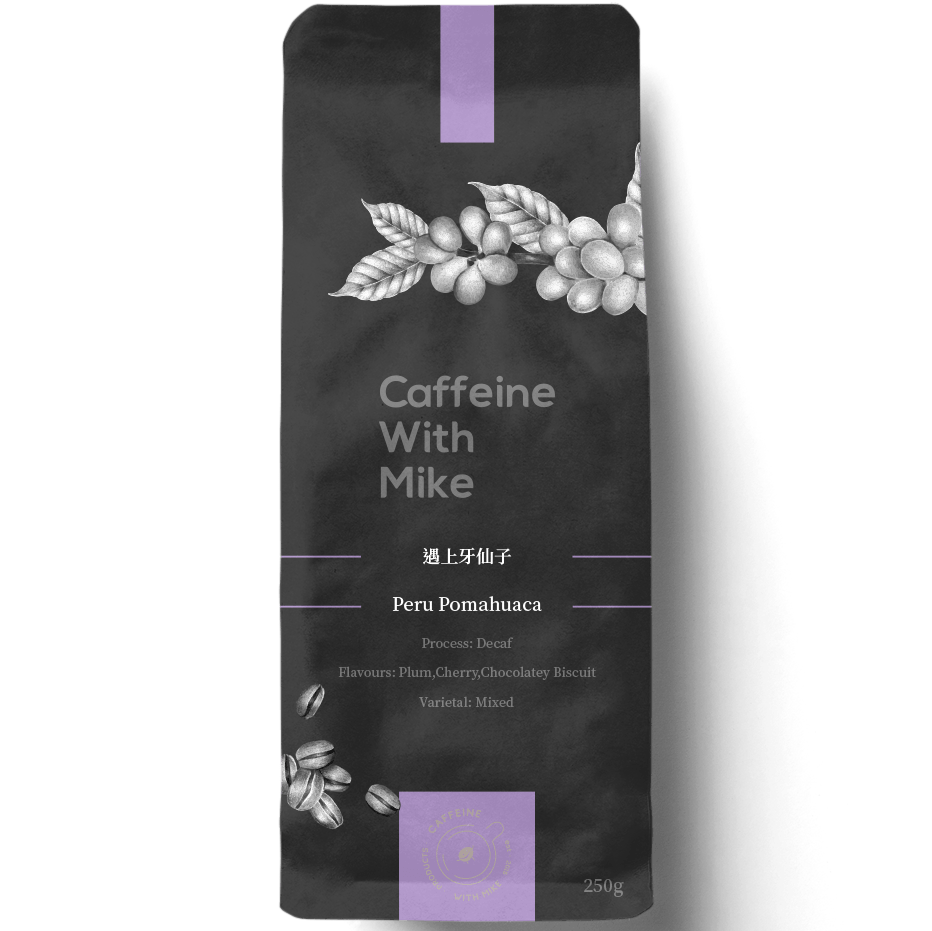 Caffeine
With
Mike
遇上牙仙子
Peru Pomahuaca
Process: Decaf
Flavours: Plum,Cherry,Chocolatey Biscuit
Varietal: Mixed
CAFFEINE
WITH MIKE
PRODUCTS
250g